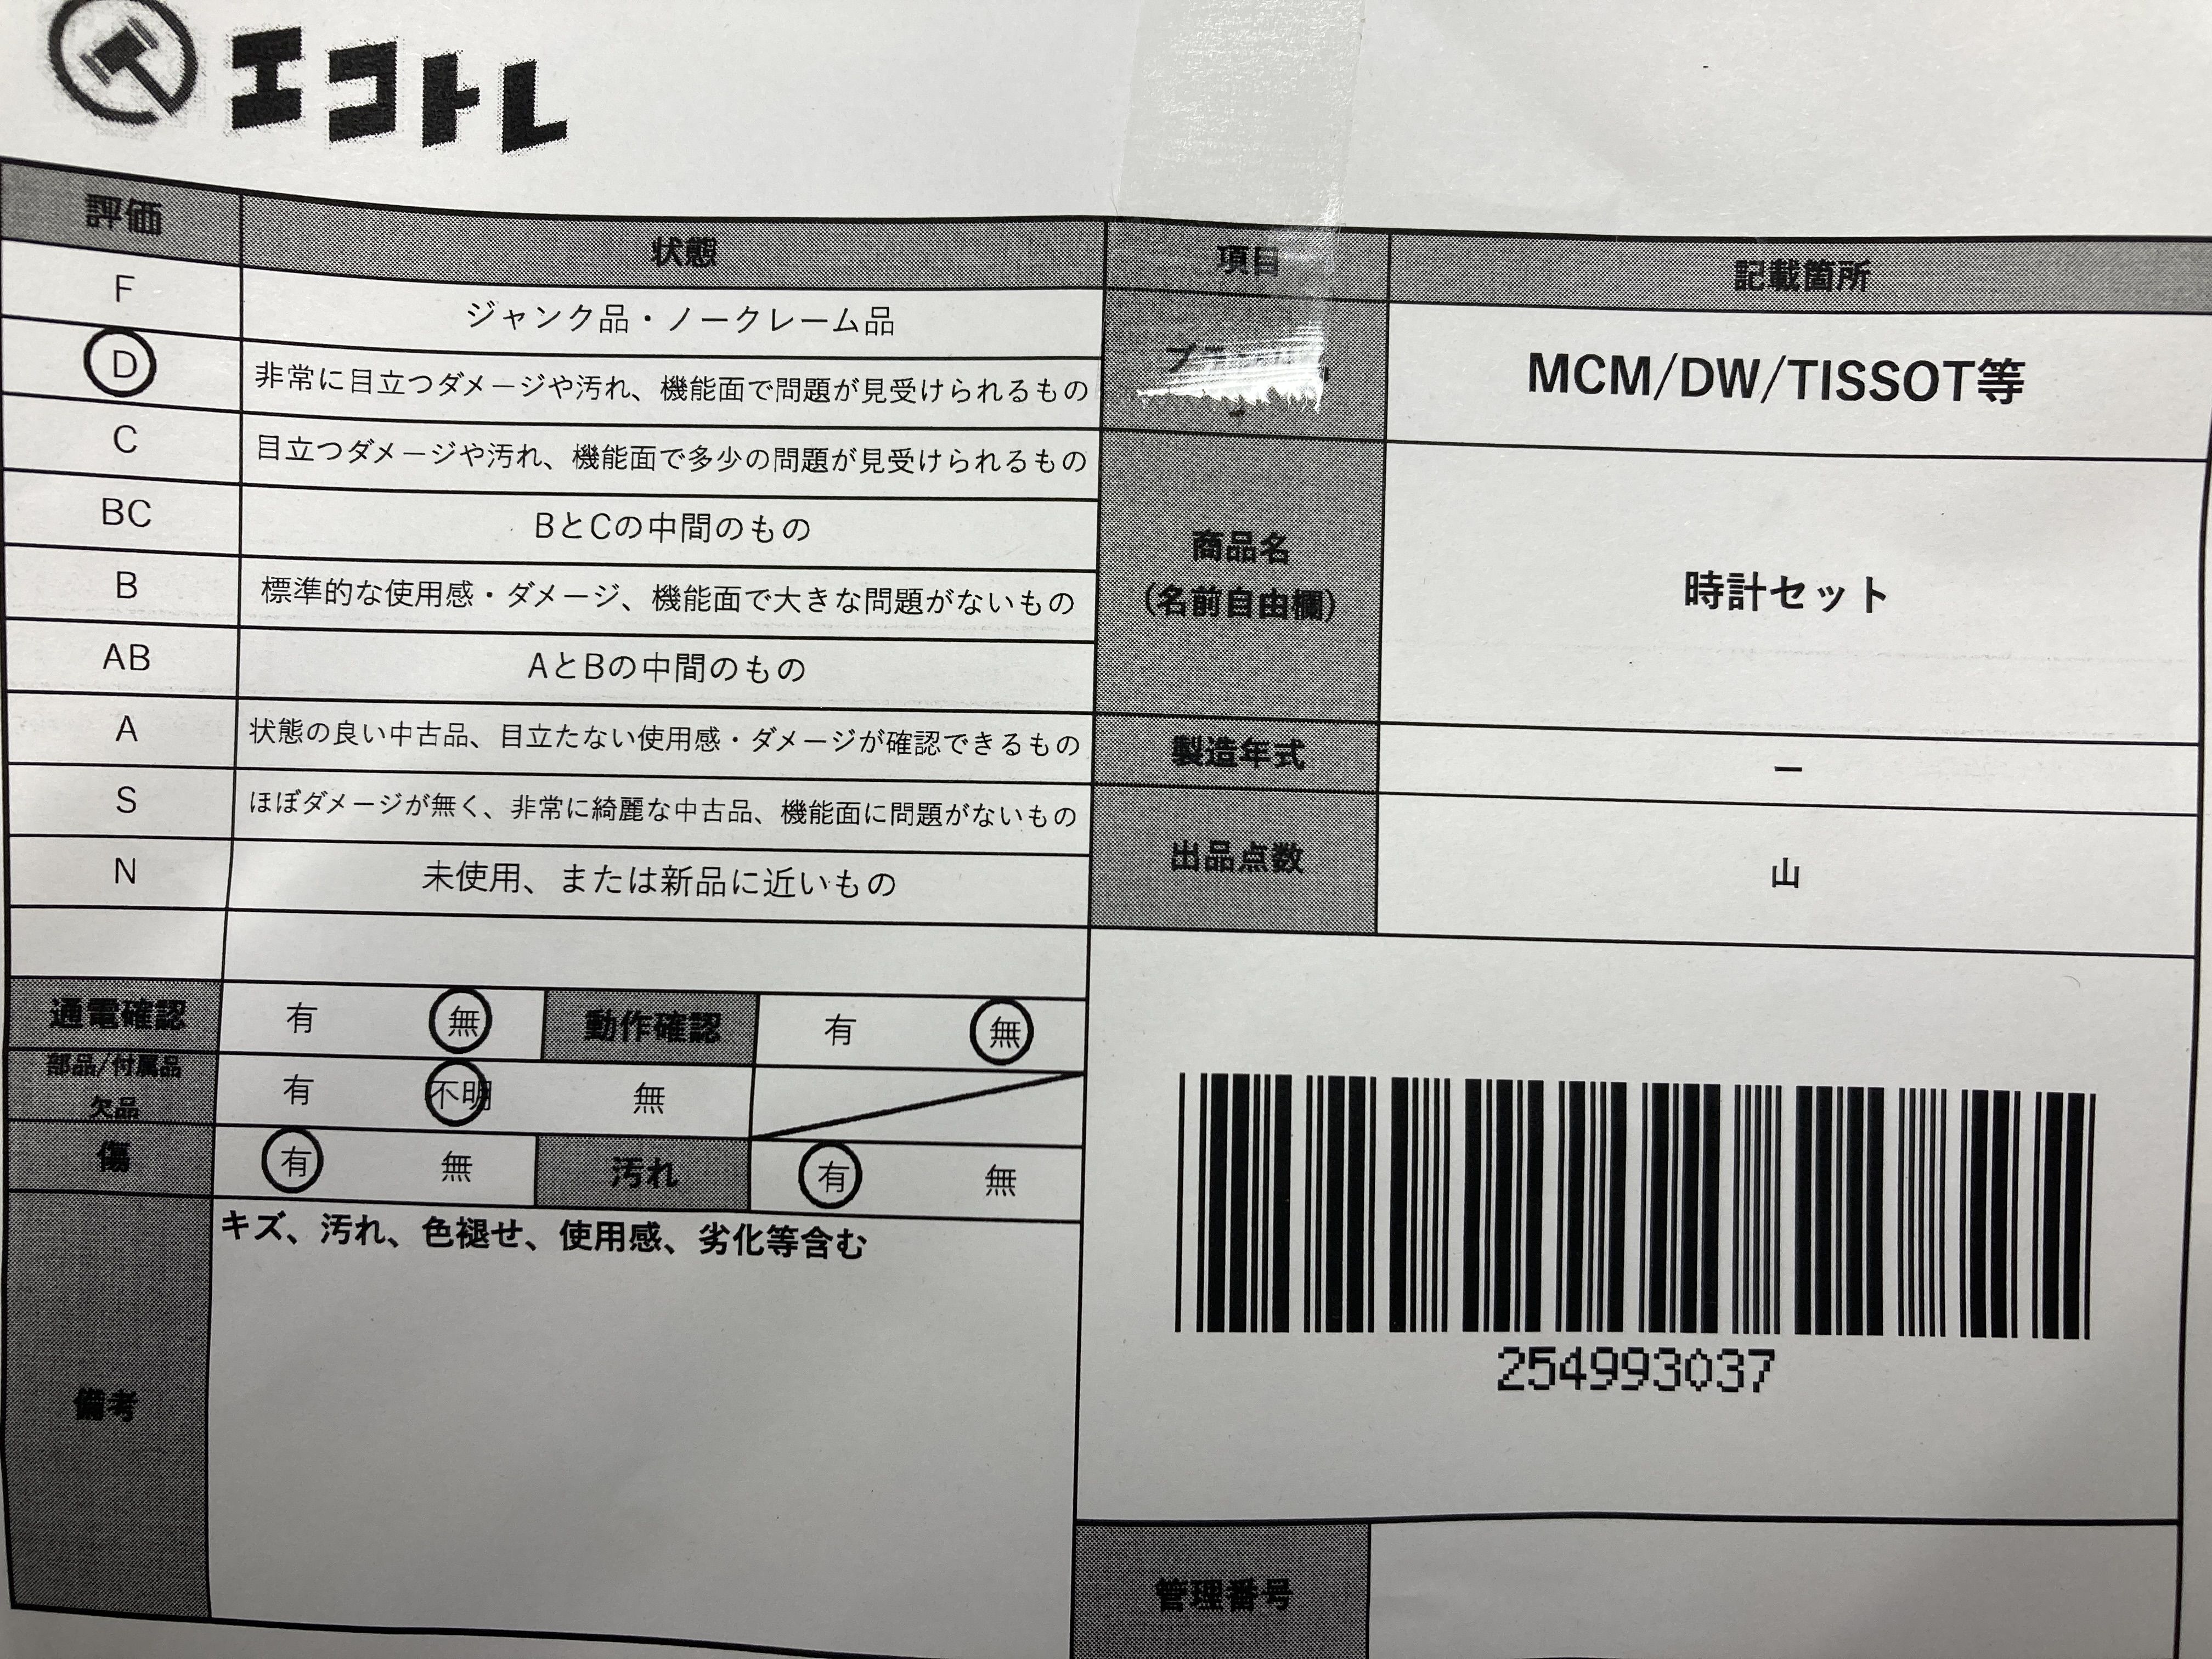 エコトレ
評価 状態 項目 記載箇所
F ジャンク品・ノークレーム品
D 非常に目立つダメージや汚れ、機能面で問題が見受けられるもの
MCM/DW/TISSOT等
C 目立つダメージや汚れ、機能面で多少の問題が見受けられるもの
BC BとCの中間のもの
B 標準的な使用感・ダメージ、機能面で大きな問題がないもの
AB AとBの中間のもの
A 状態の良い中古品、目立たない使用感・ダメージが確認できるもの
S ほぼダメージが無く、非常に綺麗な中古品、機能面に問題がないもの
N 未使用、または新品に近いもの
商品名
(名前自由欄)
時計セット
製造年式 ー
出品点数 山
通電確認 有 無 動作確認 有 無
部品/付属品
欠品
有 不明 無
傷 有 無 汚れ 有 無
備考
キズ、汚れ、色褪せ、使用感、劣化等含む
254993037
管理番号